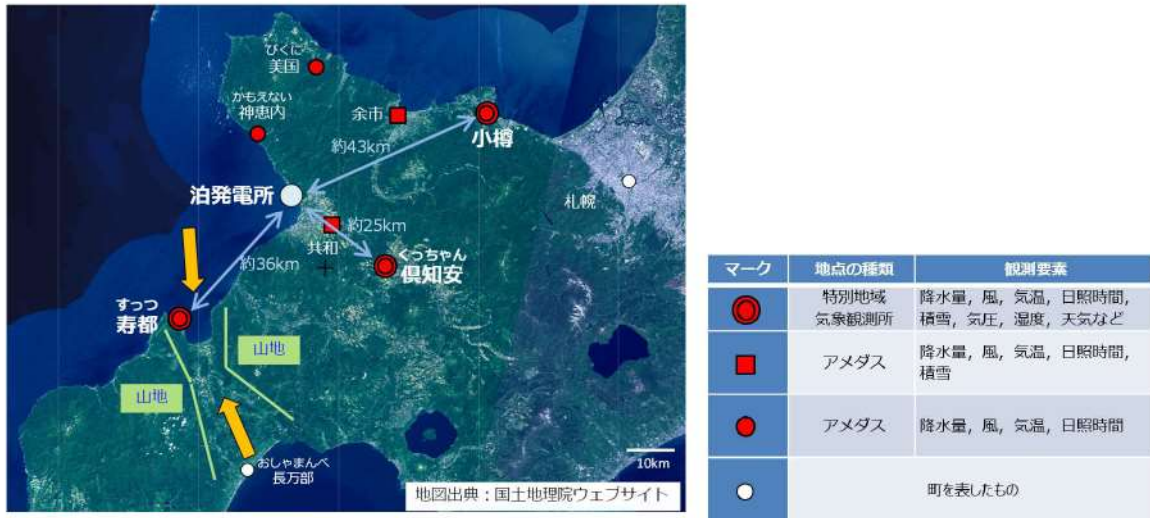 びくに
美国
かもえない
神恵内
余市
小樽
約43km
泊発電所
札幌
約25km
共和
約36km
くっちゃん
倶知安
すっつ
寿都
山地
山地
おしゃまんべ
長万部
10km
地図出典：国土地理院ウェブサイト
マーク 地点の種類 観測要素
特別地域
気象観測所
降水量，風，気温，日照時間，
積雪，気圧，湿度，天気など
アメダス
降水量，風，気温，日照時間，
積雪
アメダス 降水量，風，気温，日照時間
町を表したもの